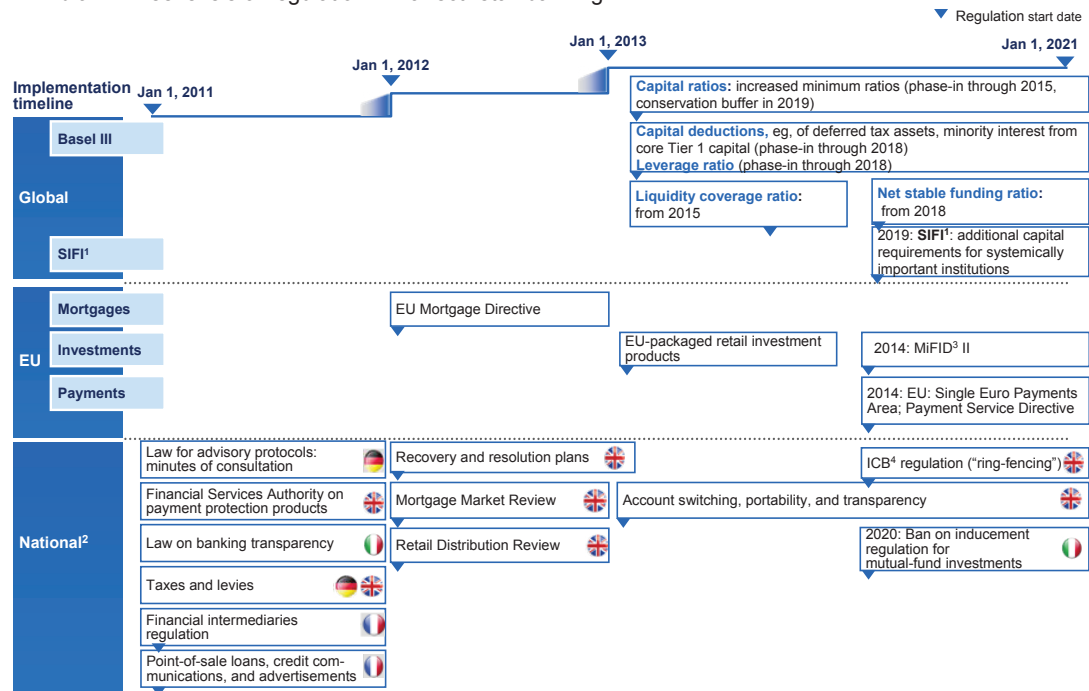 Regulation start date
Jan 1, 2013
Jan 1, 2021
Jan 1, 2012
Implementation
timeline
Jan 1, 2011
Capital ratios: increased minimum ratios (phase-in through 2015,
conservation buffer in 2019)
Global
Basel III
Capital deductions, eg, of deferred tax assets, minority interest from
core Tier 1 capital (phase-in through 2018)
Leverage ratio (phase-in through 2018)
Liquidity coverage ratio:
from 2015
Net stable funding ratio:
from 2018
SIFI1
2019: SIFI1: additional capital
requirements for systemically
important institutions
EU
Mortgages
EU Mortgage Directive
Investments
EU-packaged retail investment
products
2014: MiFID3 II
Payments
2014: EU: Single Euro Payments
Area; Payment Service Directive
National2
Law for advisory protocols:
minutes of consultation
Recovery and resolution plans
ICB4 regulation (“ring-fencing”)
Financial Services Authority on
payment protection products
Mortgage Market Review
Account switching, portability, and transparency
Law on banking transparency
Retail Distribution Review
2020: Ban on inducement
regulation for
mutual-fund investments
Taxes and levies
Financial intermediaries
regulation
Point-of-sale loans, credit com-
munications, and advertisements